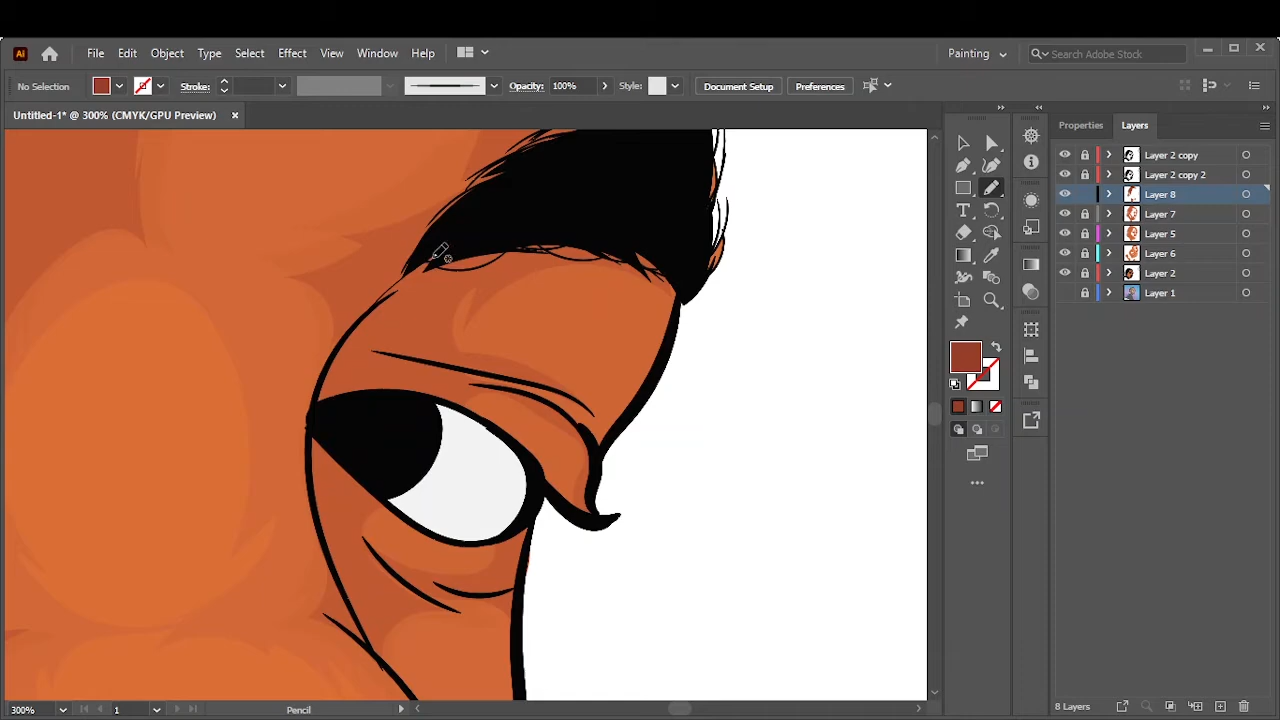 Ai File Edit Object Type Select Effect View Window Help Painting Search Adobe Stock
No Selection Stroke: Opacity: 100% Style: Document Setup Preferences
Untitled-1* @ 300% (CMYK/GPU Preview)
Properties Layers
Layer 2 copy
Layer 2 copy 2
Layer 8
Layer 7
Layer 5
Layer 6
Layer 2
Layer 1
300% 1 Pencil 8 Layers